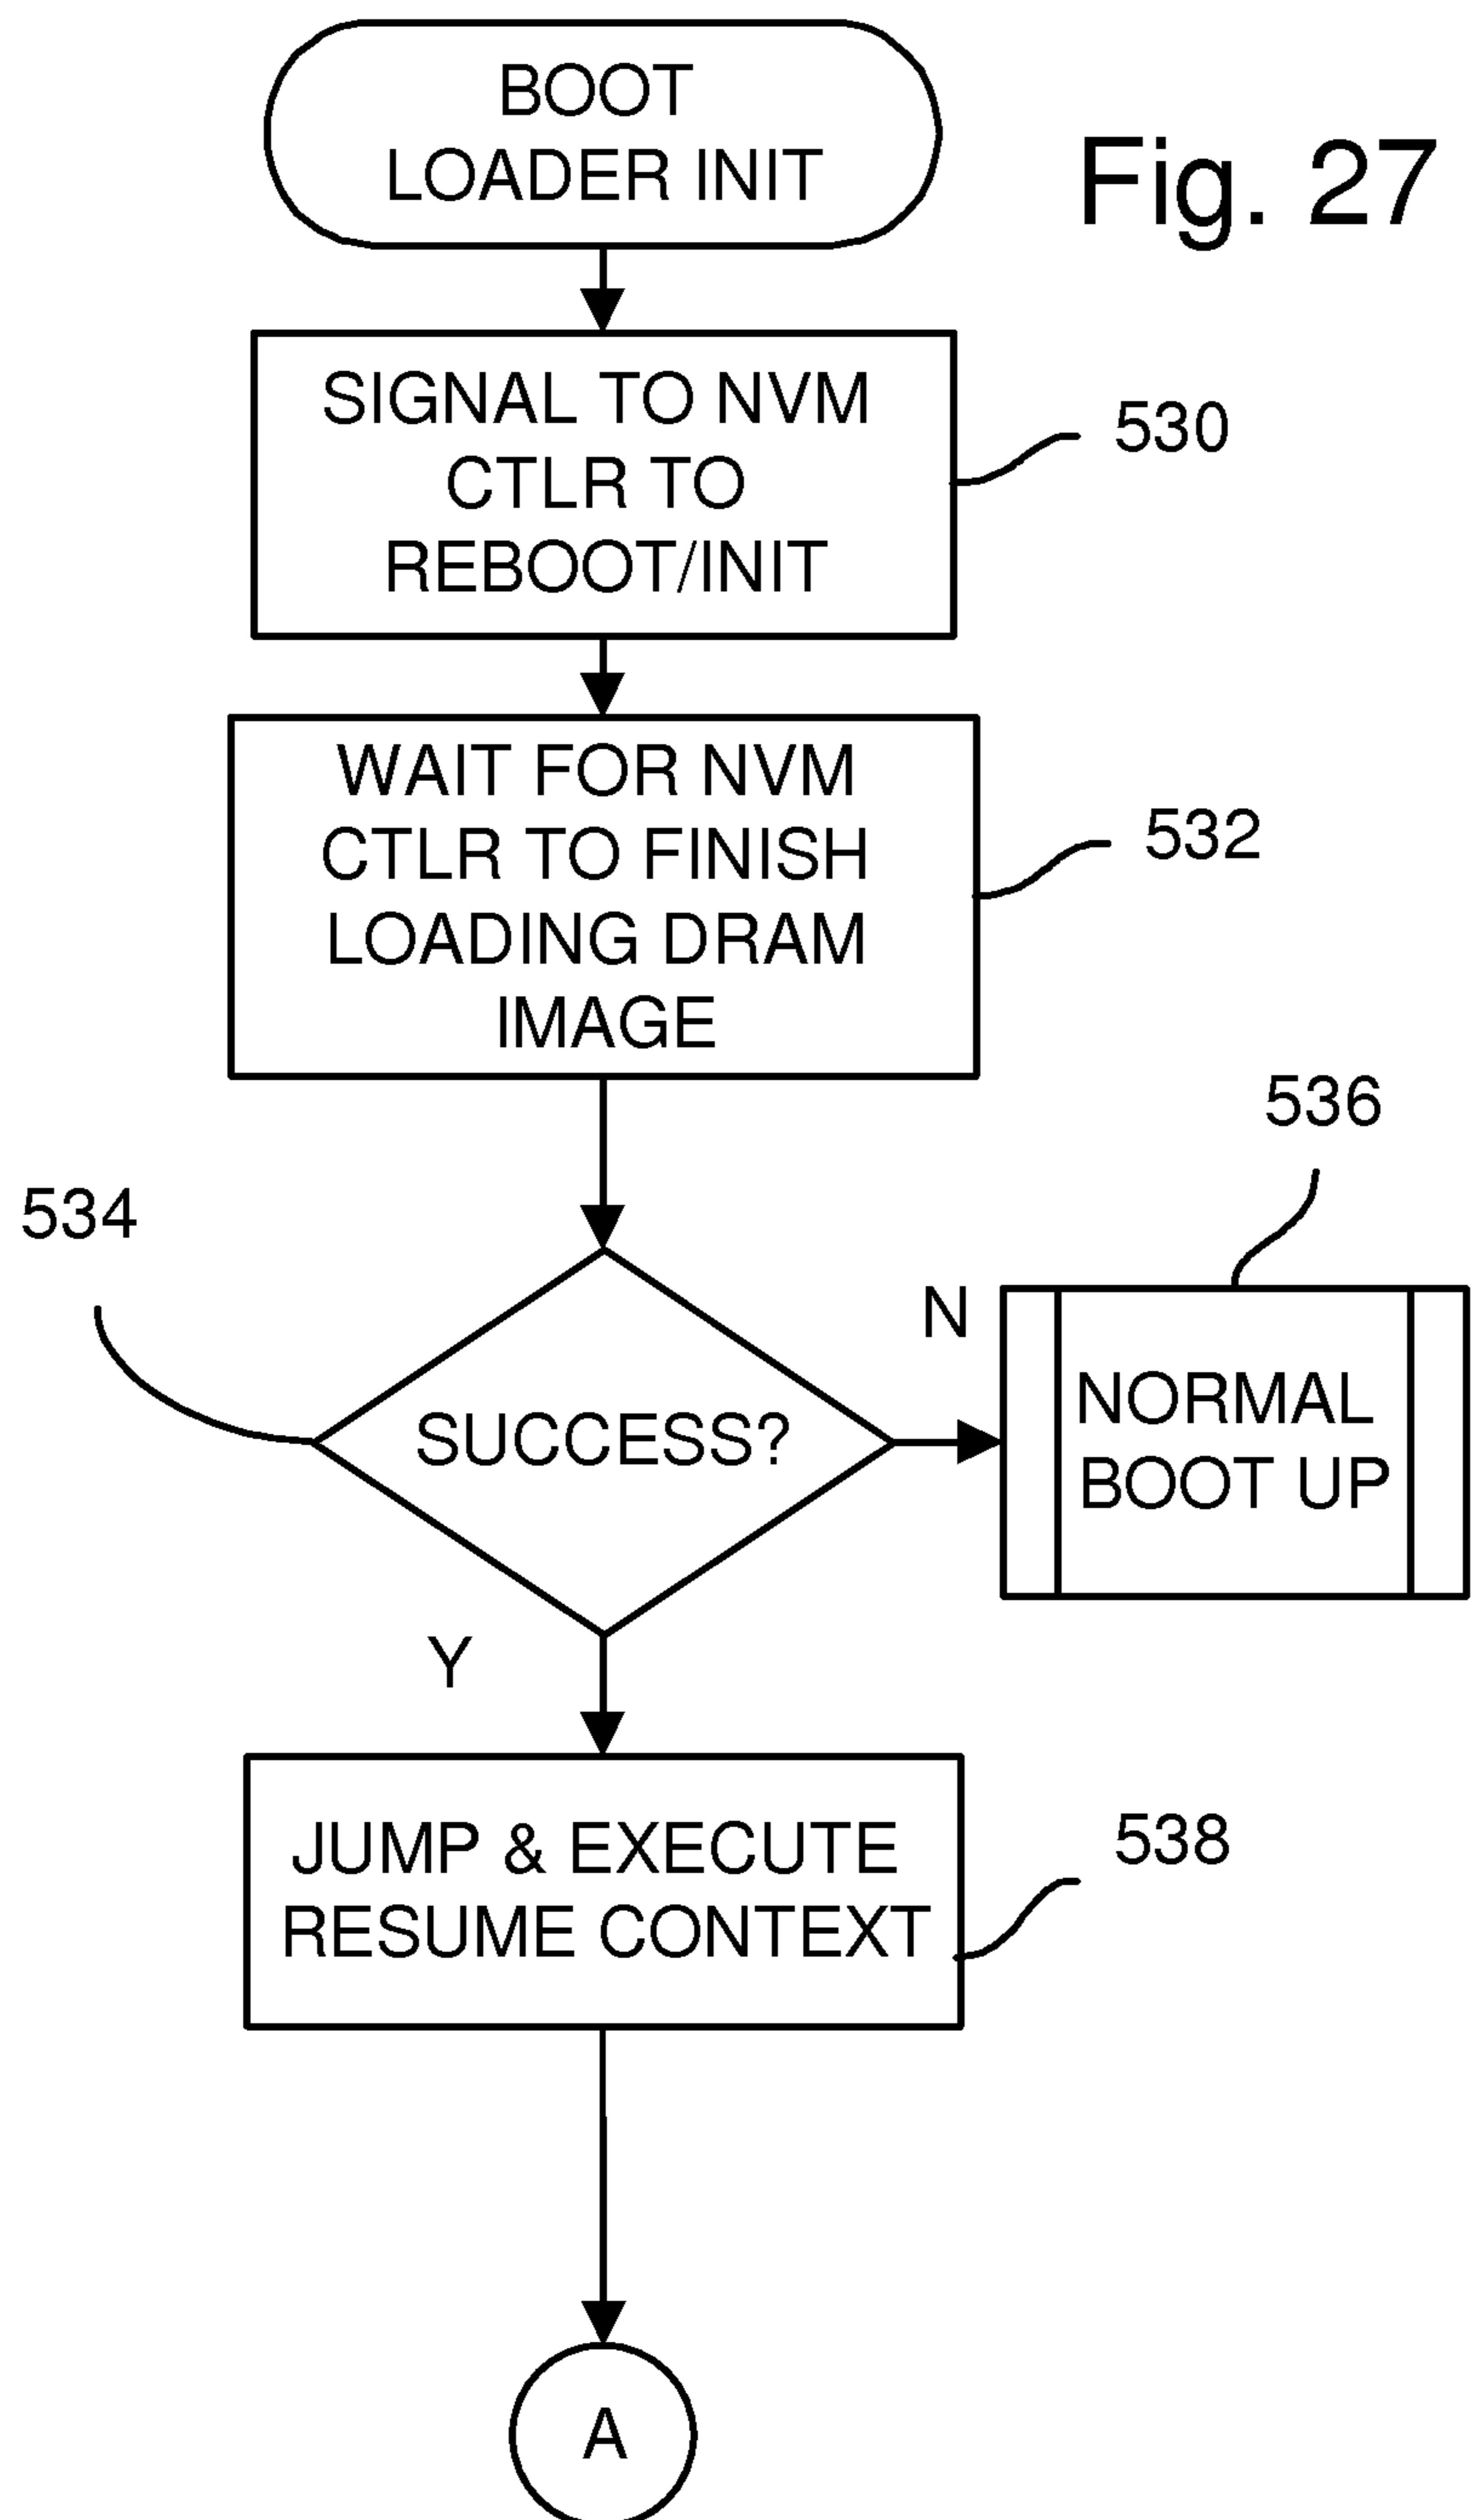 BOOT
LOADER INIT
Fig. 27
SIGNAL TO NVM
CTLR TO
REBOOT/INIT
530
WAIT FOR NVM
CTLR TO FINISH
LOADING DRAM
IMAGE
532
534
536
SUCCESS?
N
NORMAL
BOOT UP
Y
JUMP & EXECUTE
RESUME CONTEXT
538
A